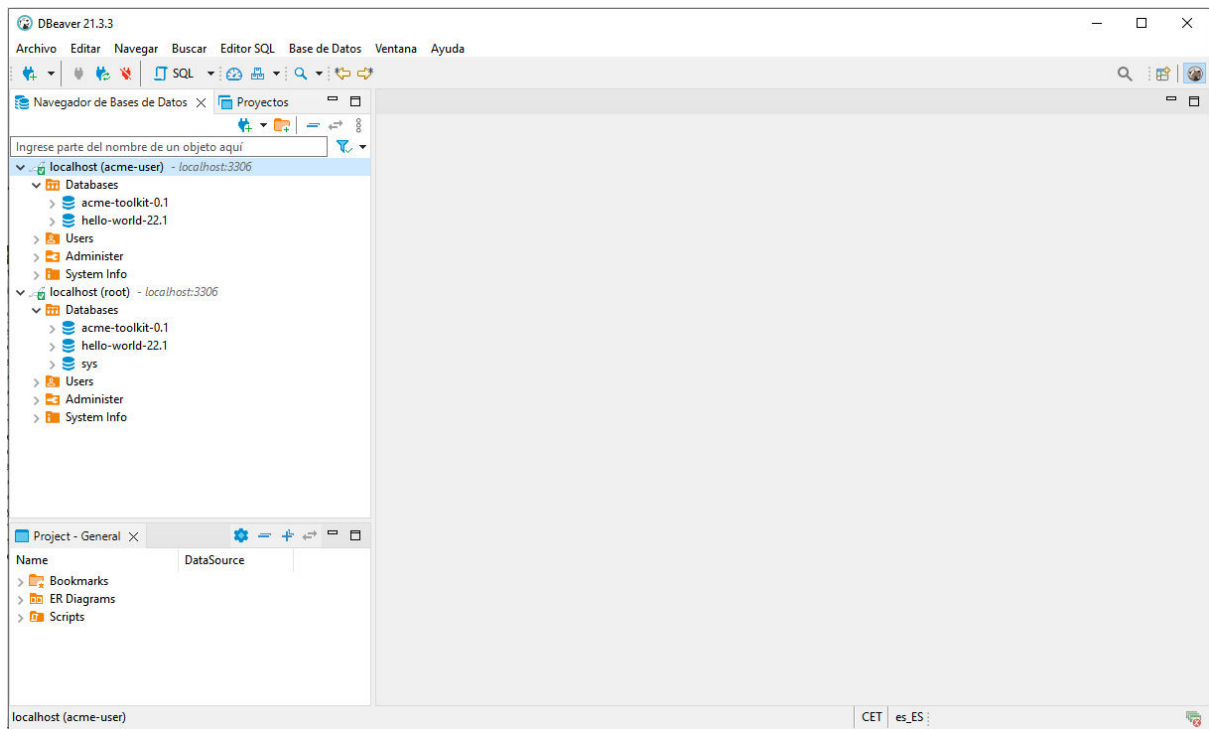 DBeaver 21.3.3
Archivo Editar Navegar Buscar Editor SQL Base de Datos Ventana Ayuda
SQL
Navegador de Bases de Datos Proyectos
Ingrese parte del nombre de un objeto aquí
localhost (acme-user) - localhost:3306
Databases
acme-toolkit-0.1
hello-world-22.1
Users
Administer
System Info
localhost (root) - localhost:3306
Databases
acme-toolkit-0.1
hello-world-22.1
sys
Users
Administer
System Info
Project - General
Name DataSource
Bookmarks
ER Diagrams
Scripts
localhost (acme-user) CET es_ES